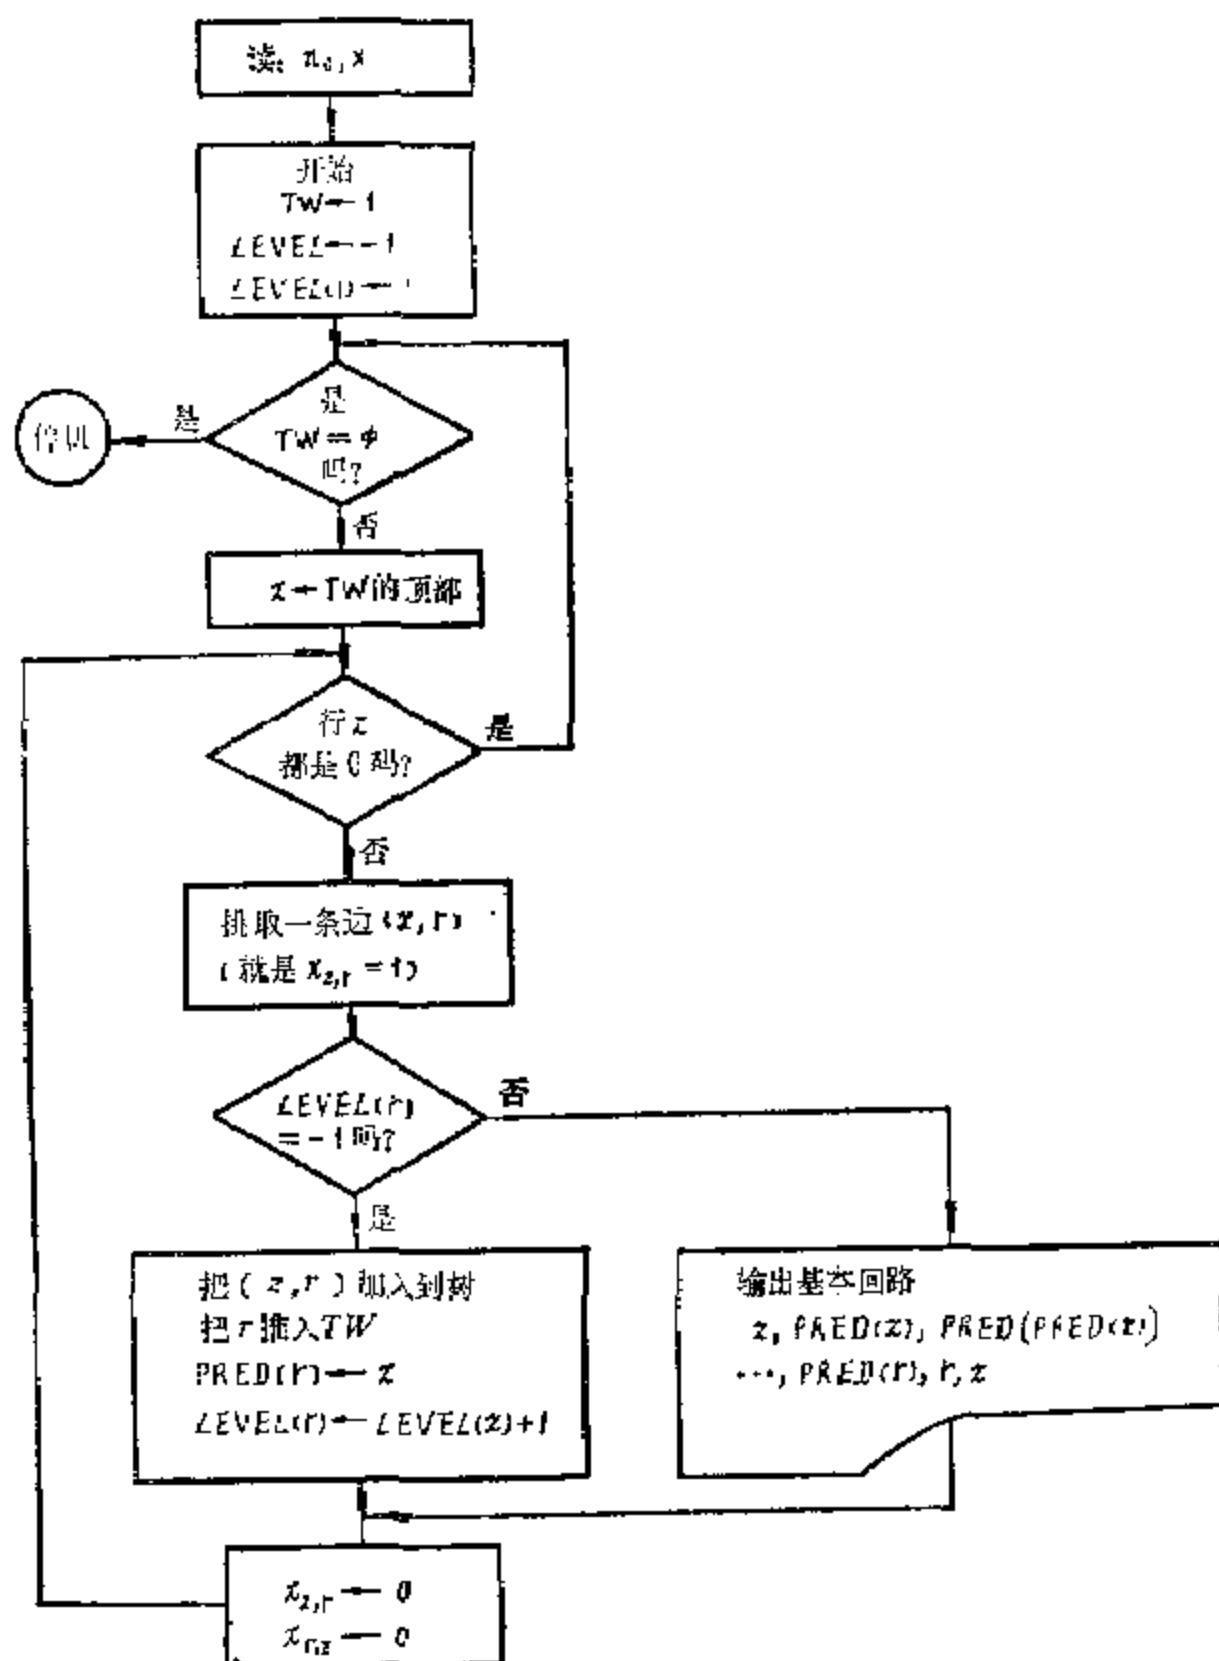 读: n₀, x
开始
TW ← 1
LEVEL ← -1
LEVEL(1) ←
是
TW = φ
吗?
是
停机
否
z ← TW的顶部
行z
都是0吗?
是
否
挑取一条边(z, r)
(就是 x_{z,r} = 1)
LEVEL(r)
= -1吗?
否
是
把(z, r)加入到树
把r推入TW
PRED(r) ← z
LEVEL(r) ← LEVEL(z)+1
输出基本回路
z, PRED(z), PRED(PRED(z))
..., PRED(r), r, z
x_{z,r} ← 0
x_{r,z} ← 0